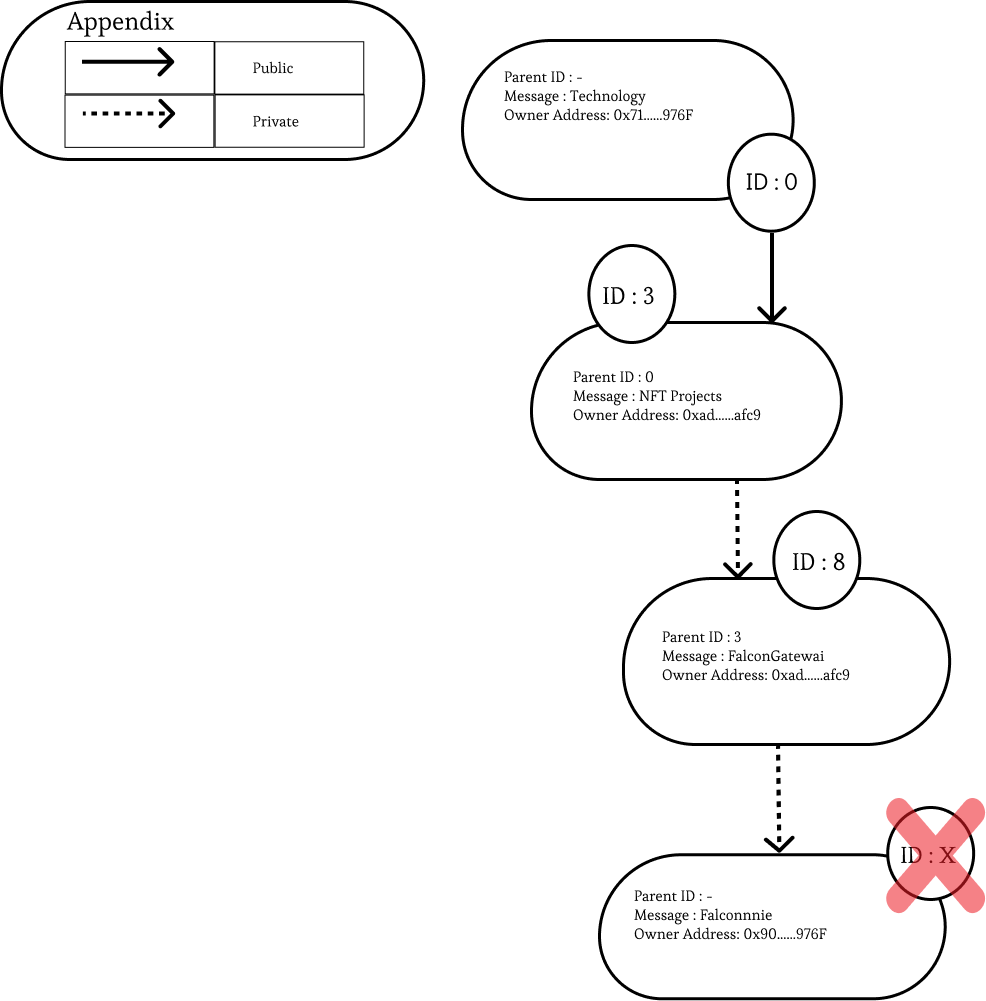 Appendix
Public
Private
Parent ID : -
Message : Technology
Owner Address: 0x71......976F
ID : 0
ID : 3
Parent ID : 0
Message : NFT Projects
Owner Address: 0xad......afc9
ID : 8
Parent ID : 3
Message : FalconGatewai
Owner Address: 0xad......afc9
ID : X
Parent ID : -
Message : Falconnnie
Owner Address: 0x90......976F